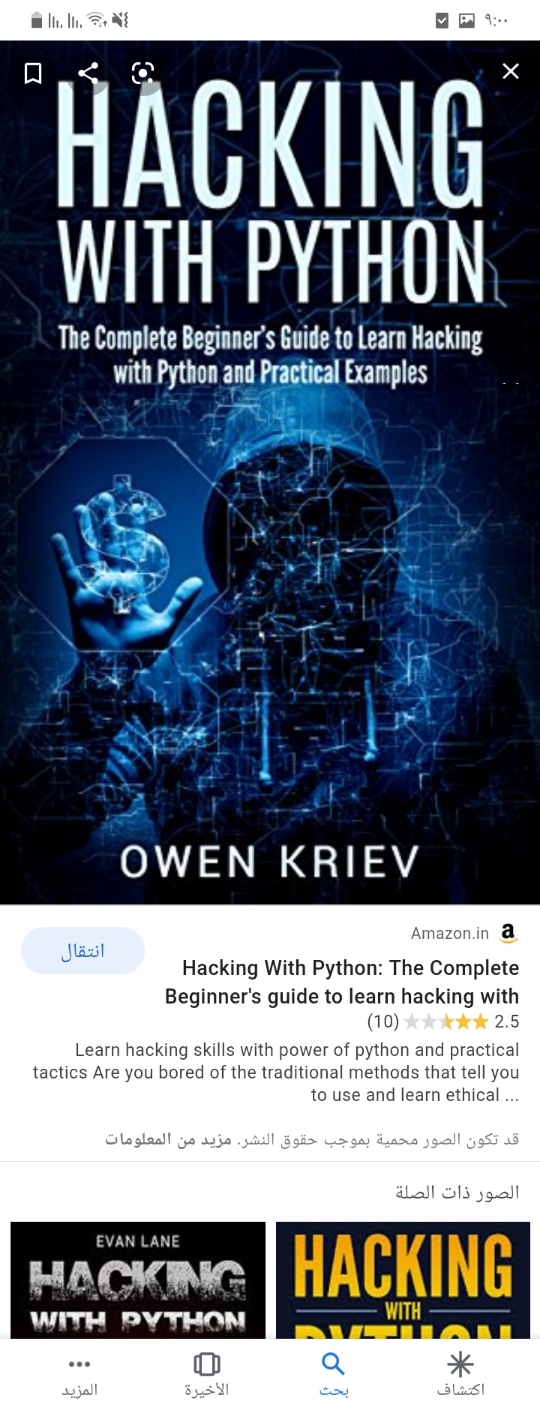 ٩:٠٠
HACKING
WITH PYTHON
The Complete Beginner's Guide to Learn Hacking
with Python and Practical Examples
$
OWEN KRIEV
Amazon.in
انتقال
Hacking With Python: The Complete
Beginner's guide to learn hacking with
2.5 (10)
Learn hacking skills with power of python and practical
tactics Are you bored of the traditional methods that tell you
to use and learn ethical ...
قد تكون الصور محمية بموجب حقوق النشر. مزيد من المعلومات
الصور ذات الصلة
EVAN LANE
HACKING
WITH PYTHON
HACKING
WITH
PYTHON
اكتشاف
بحث
الأخيرة
المزيد